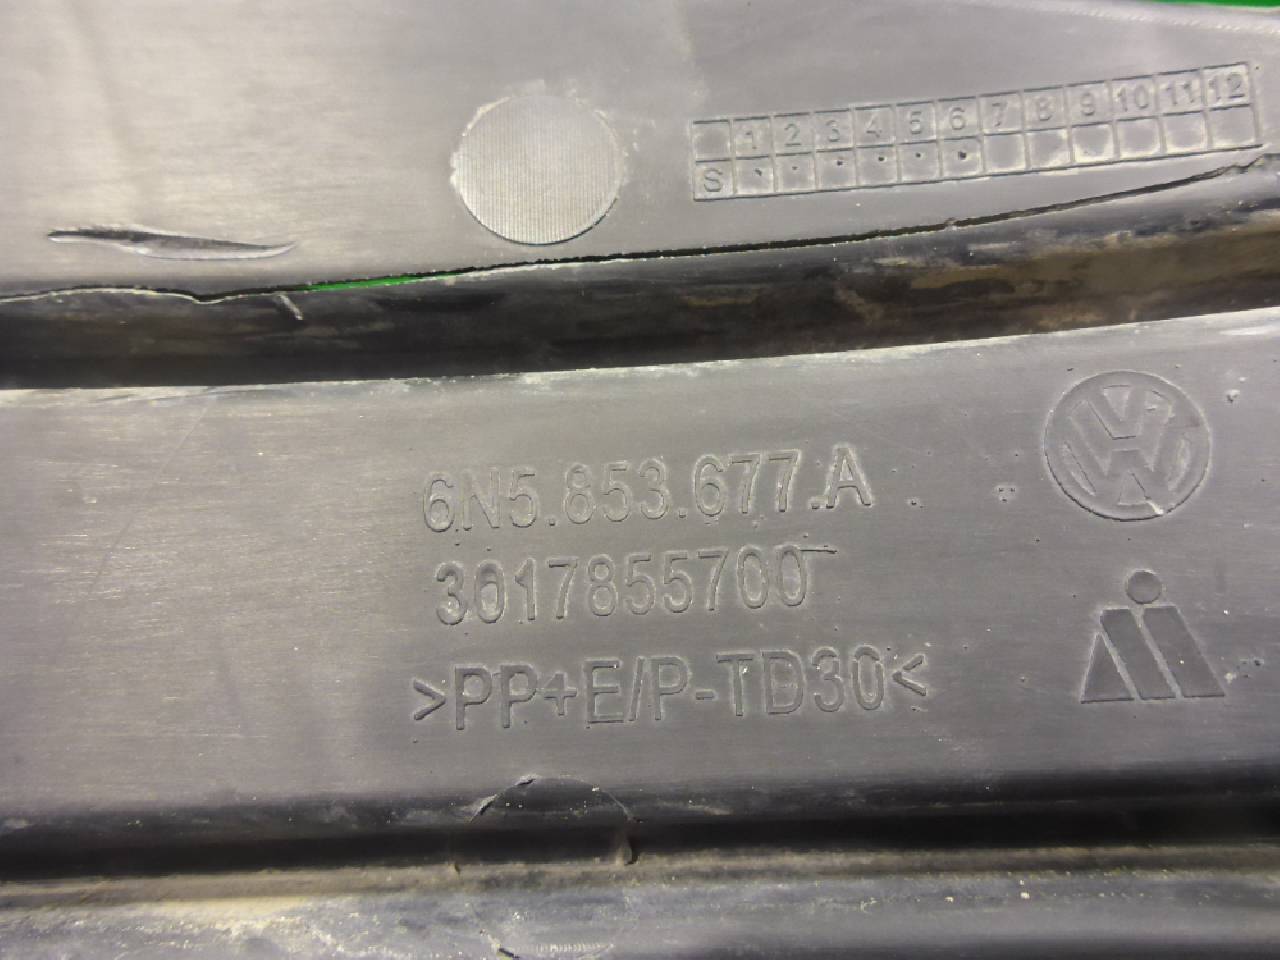 1 2 3 4 5 6 7 8 9 10 11 12
S
6N5.853.677.A
3017855700
>PP+E/P-TD30<